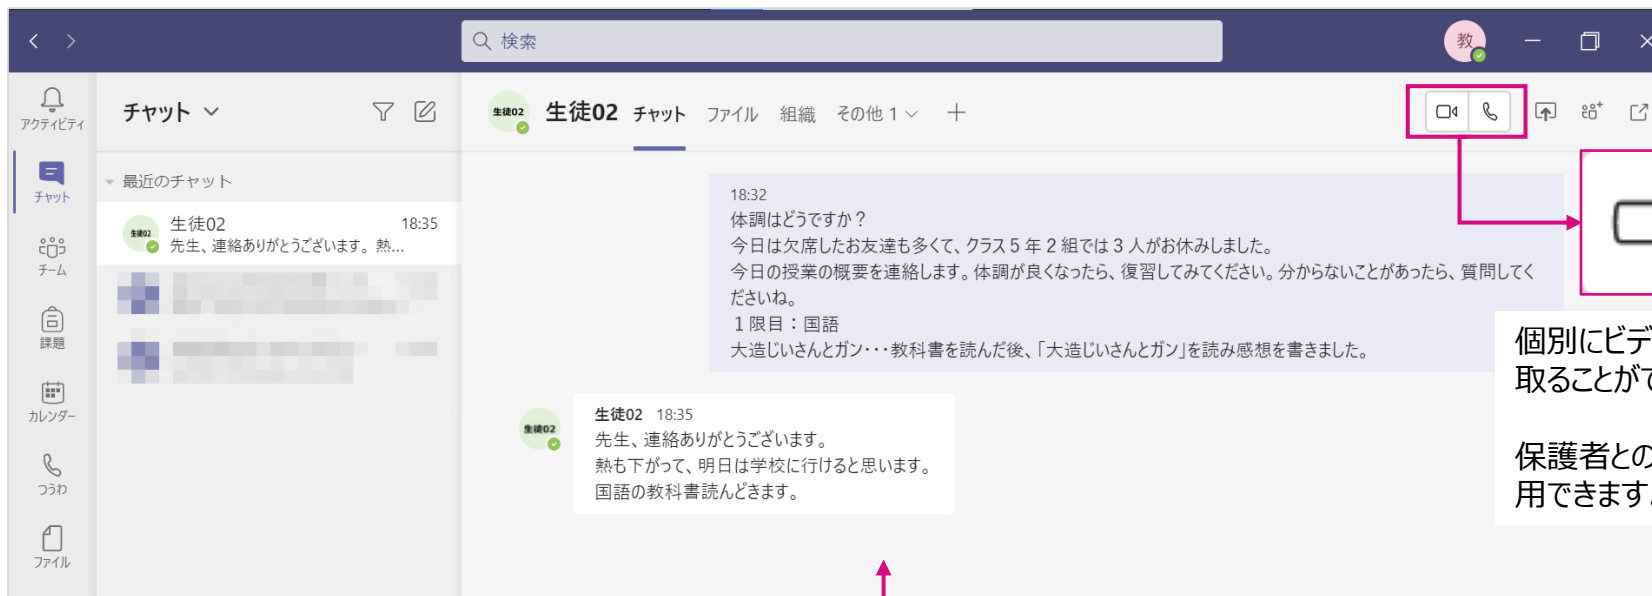 検索
教
アクティビティ
チャット
チーム
課題
カレンダー
つうわ
ファイル
チャット
最近のチャット
生徒02
生徒02 18:35
先生、連絡ありがとうございます。熱...
生徒02
生徒02 チャット ファイル 組織 その他 1
18:32
体調はどうですか？
今日は欠席したお友達も多くて、クラス５年２組では３人がお休みしました。
今日の授業の概要を連絡します。体調が良くなったら、復習してみてください。分からないことがあったら、質問してく
ださいね。
１限目：国語
大造じいさんとガン・・・教科書を読んだ後、「大造じいさんとガン」を読み感想を書きました。
生徒02
生徒02 18:35
先生、連絡ありがとうございます。
熱も下がって、明日は学校に行けると思います。
国語の教科書読んどきます。
個別にビデ
取ることがで
保護者との
用できます。